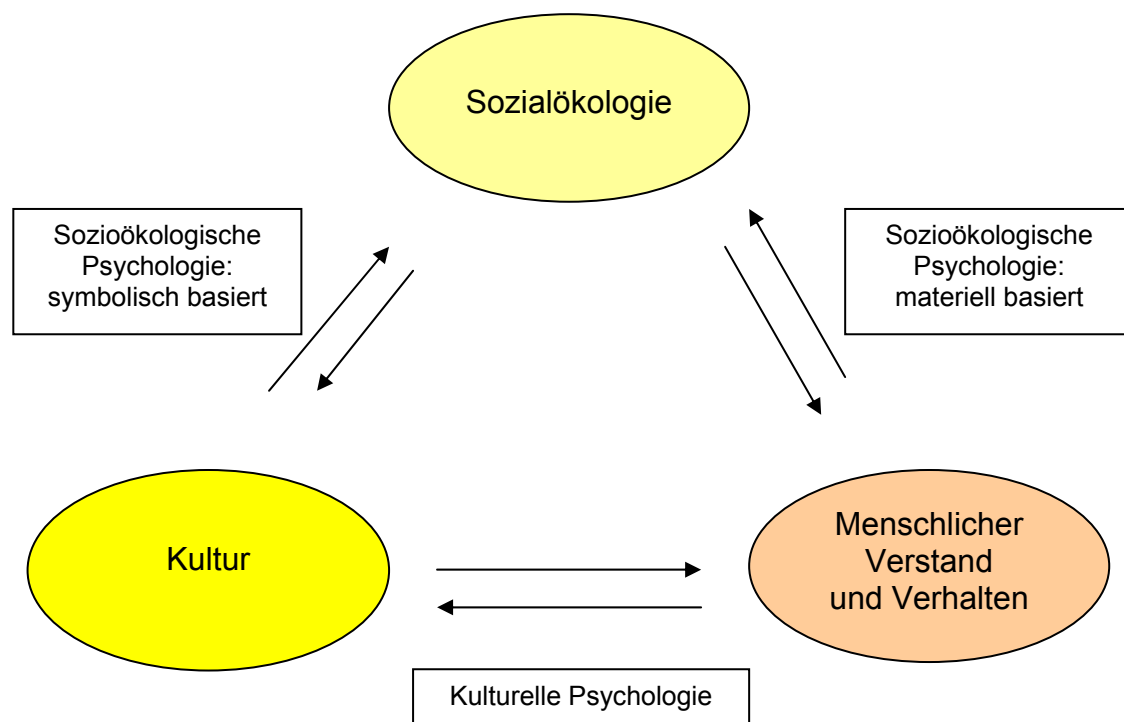 Sozialökologie
Sozioökologische
Psychologie:
symbolisch basiert
Sozioökologische
Psychologie:
materiell basiert
Kultur
Menschlicher
Verstand
und Verhalten
Kulturelle Psychologie